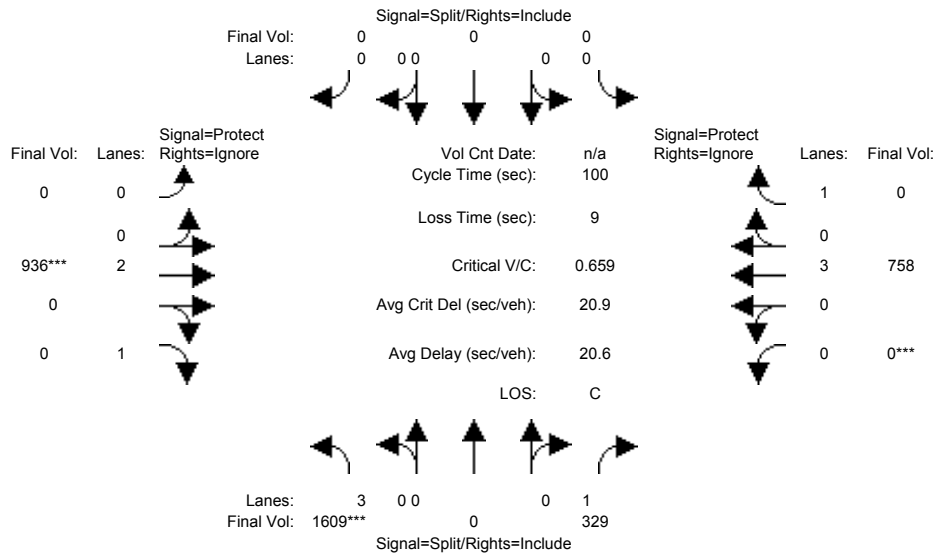 Signal=Split/Rights=Include
Final Vol: 0 0 0
Lanes: 0 0 0 0 0
Signal=Protect Signal=Protect
Final Vol: Lanes: Rights=Ignore Vol Cnt Date: n/a Rights=Ignore Lanes: Final Vol:
Cycle Time (sec): 100
0 0 1 0
Loss Time (sec): 9
0 0
936*** 2 Critical V/C: 0.659 3 758
0 Avg Crit Del (sec/veh): 20.9 0
0 1 Avg Delay (sec/veh): 20.6 0 0***
LOS: C
Lanes: 3 0 0 0 1
Final Vol: 1609*** 0 329
Signal=Split/Rights=Include